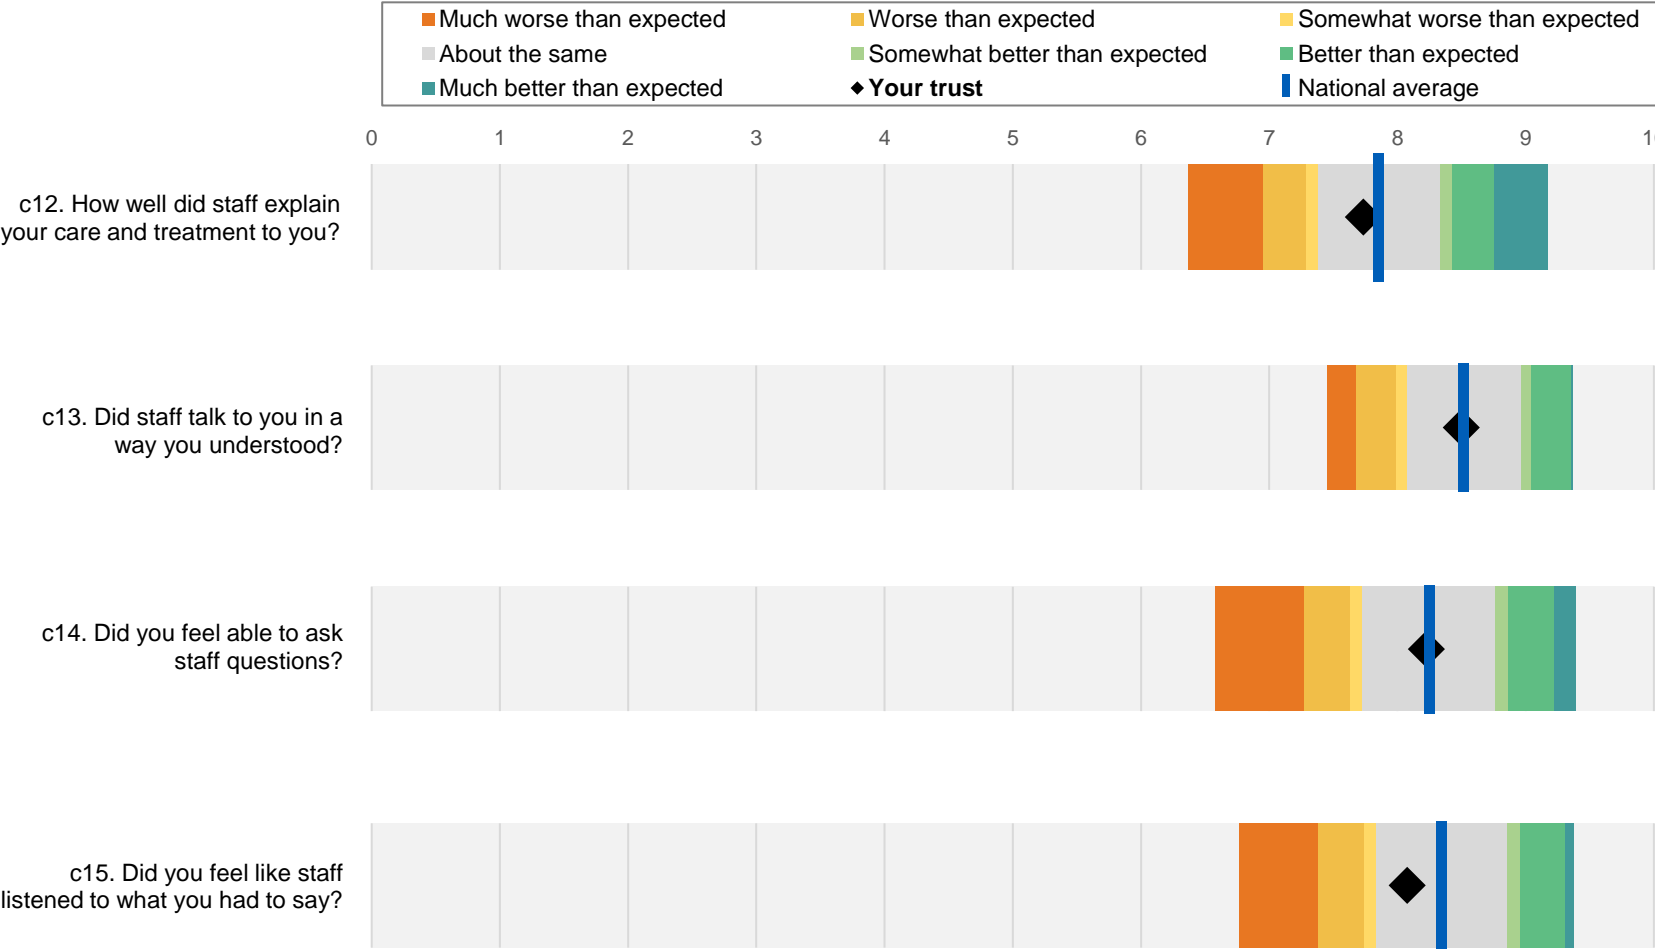 Much worse than expected
Worse than expected
Somewhat worse than expected
About the same
Somewhat better than expected
Better than expected
Much better than expected
Your trust
National average
0 1 2 3 4 5 6 7 8 9 1
c12. How well did staff explain
your care and treatment to you?
c13. Did staff talk to you in a
way you understood?
c14. Did you feel able to ask
staff questions?
c15. Did you feel like staff
listened to what you had to say?